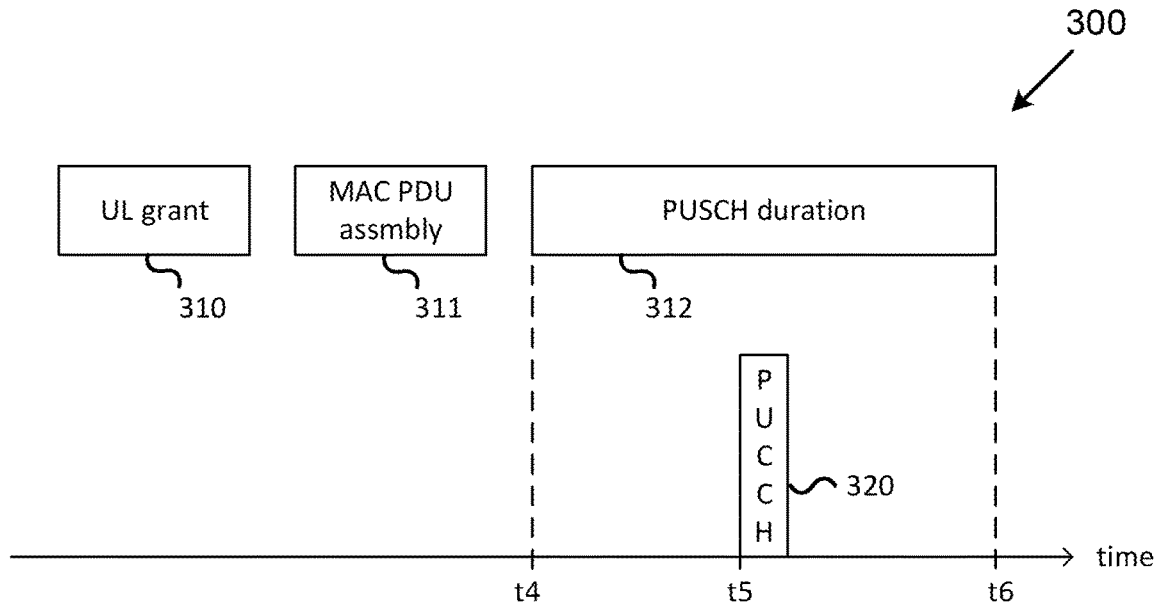 300
UL grant
MAC PDU
assmbly
PUSCH duration
310
311
312
P
U
C
C
H
320
time
t4
t5
t6